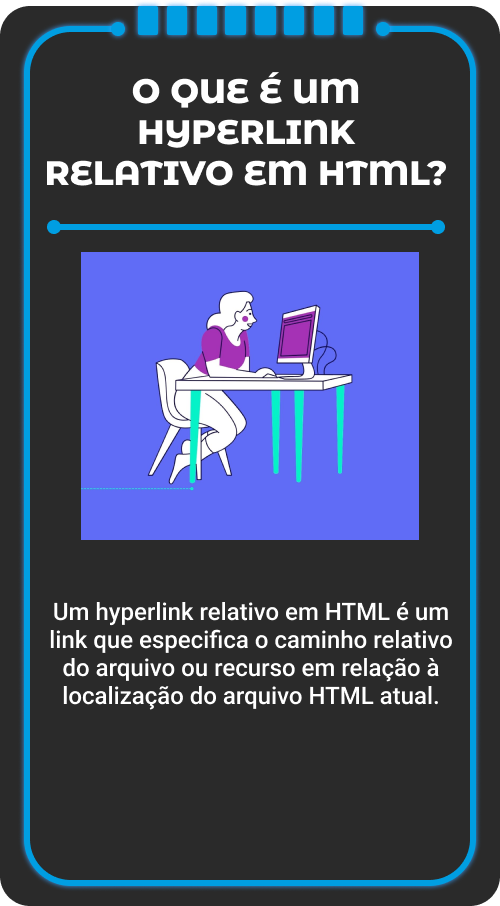 O QUE É UM
HYPERLINK
RELATIVO EM HTML?
Um hyperlink relativo em HTML é um
link que especifica o caminho relativo
do arquivo ou recurso em relação à
localização do arquivo HTML atual.